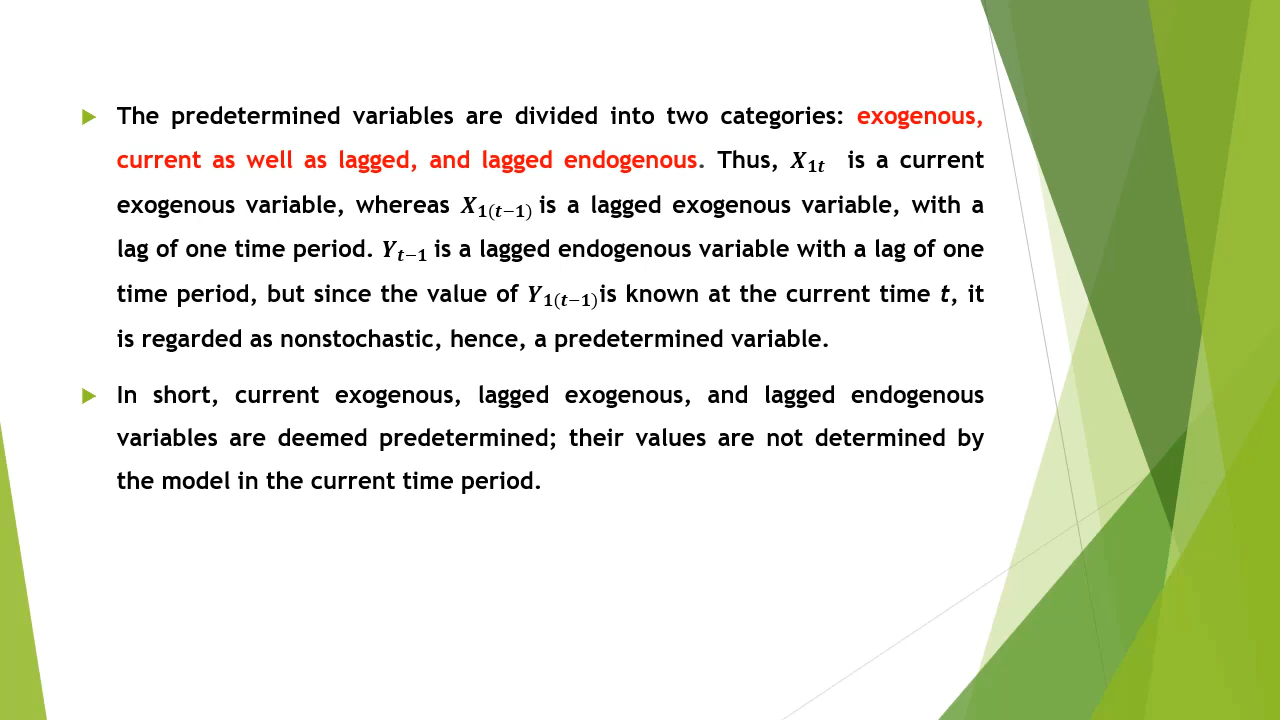 The predetermined variables are divided into two categories: exogenous,
current as well as lagged, and lagged endogenous. Thus, X₁ₜ is a current
exogenous variable, whereas X₁₍ₜ₋₁₎ is a lagged exogenous variable, with a
lag of one time period. Yₜ₋₁ is a lagged endogenous variable with a lag of one
time period, but since the value of Y₁₍ₜ₋₁₎is known at the current time t, it
is regarded as nonstochastic, hence, a predetermined variable.
In short, current exogenous, lagged exogenous, and lagged endogenous
variables are deemed predetermined; their values are not determined by
the model in the current time period.